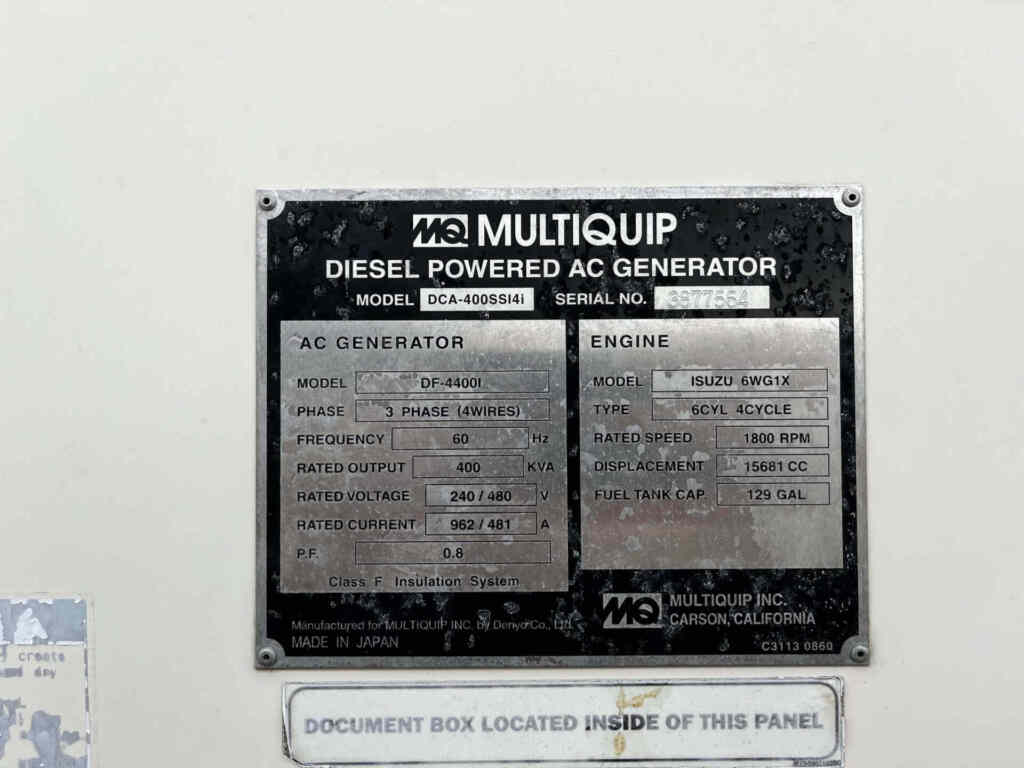 MQ MULTIQUIP
DIESEL POWERED AC GENERATOR
MODEL DCA-400SSI4i SERIAL NO. 3977554
AC GENERATOR
MODEL DF-4400I
PHASE 3 PHASE (4WIRES)
FREQUENCY 60 Hz
RATED OUTPUT 400 KVA
RATED VOLTAGE 240 / 480 V
RATED CURRENT 962 / 481 A
P.F. 0.8
Class F Insulation System
ENGINE
MODEL ISUZU 6WG1X
TYPE 6CYL 4CYCLE
RATED SPEED 1800 RPM
DISPLACEMENT 15681 CC
FUEL TANK CAP. 129 GAL
Manufactured for MULTIQUIP INC. by Denyo Co., Ltd.
MADE IN JAPAN
MQ MULTIQUIP INC.
CARSON, CALIFORNIA
C3113 0860
create
and dry
DOCUMENT BOX LOCATED INSIDE OF THIS PANEL